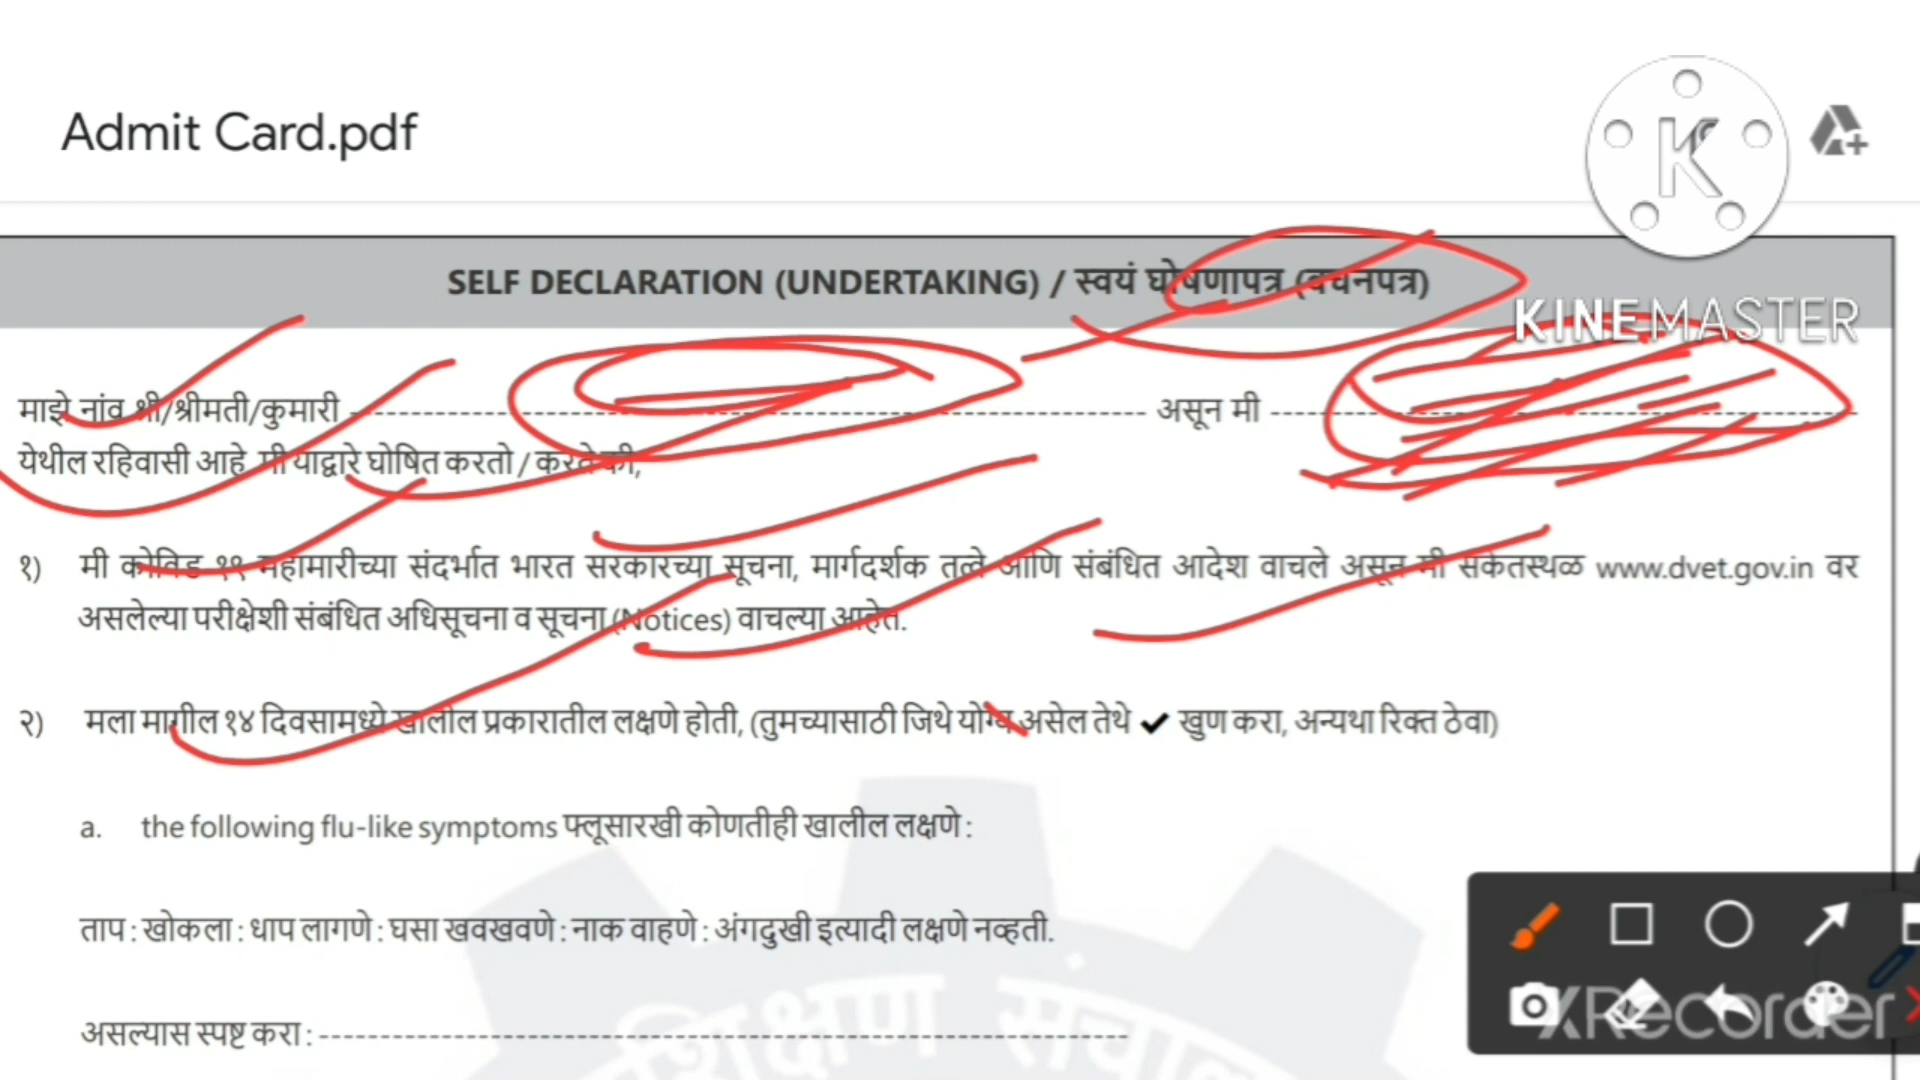 Admit Card.pdf
K
KINEMASTER
SELF DECLARATION (UNDERTAKING) / स्वयं घोषणापत्र (वचनपत्र)
माझे नांव श्री/श्रीमती/कुमारी ------------------------------------------------ असून मी ------------------------------------
येथील रहिवासी आहे. मी याद्वारे घोषित करतो / करते की,
१) मी कोविड १९ महामारीच्या संदर्भात भारत सरकारच्या सूचना, मार्गदर्शक तत्वे आणि संबंधित आदेश वाचले असून मी संकेतस्थळ www.dvet.gov.in वर
असलेल्या परीक्षेशी संबंधित अधिसूचना व सूचना (Notices) वाचल्या आहेत.
२) मला मागील १४ दिवसामध्ये खालील प्रकारातील लक्षणे होती, (तुमच्यासाठी जिथे योग्य असेल तेथे ✔ खुण करा, अन्यथा रिक्त ठेवा)
a. the following flu-like symptoms फ्लूसारखी कोणतीही खालील लक्षणे :
ताप : खोकला : धाप लागणे : घसा खवखवणे : नाक वाहणे : अंगदुखी इत्यादी लक्षणे नव्हती.
असल्यास स्पष्ट करा : ------------------------------------------------
शिक्षण संचाल
XRecorder